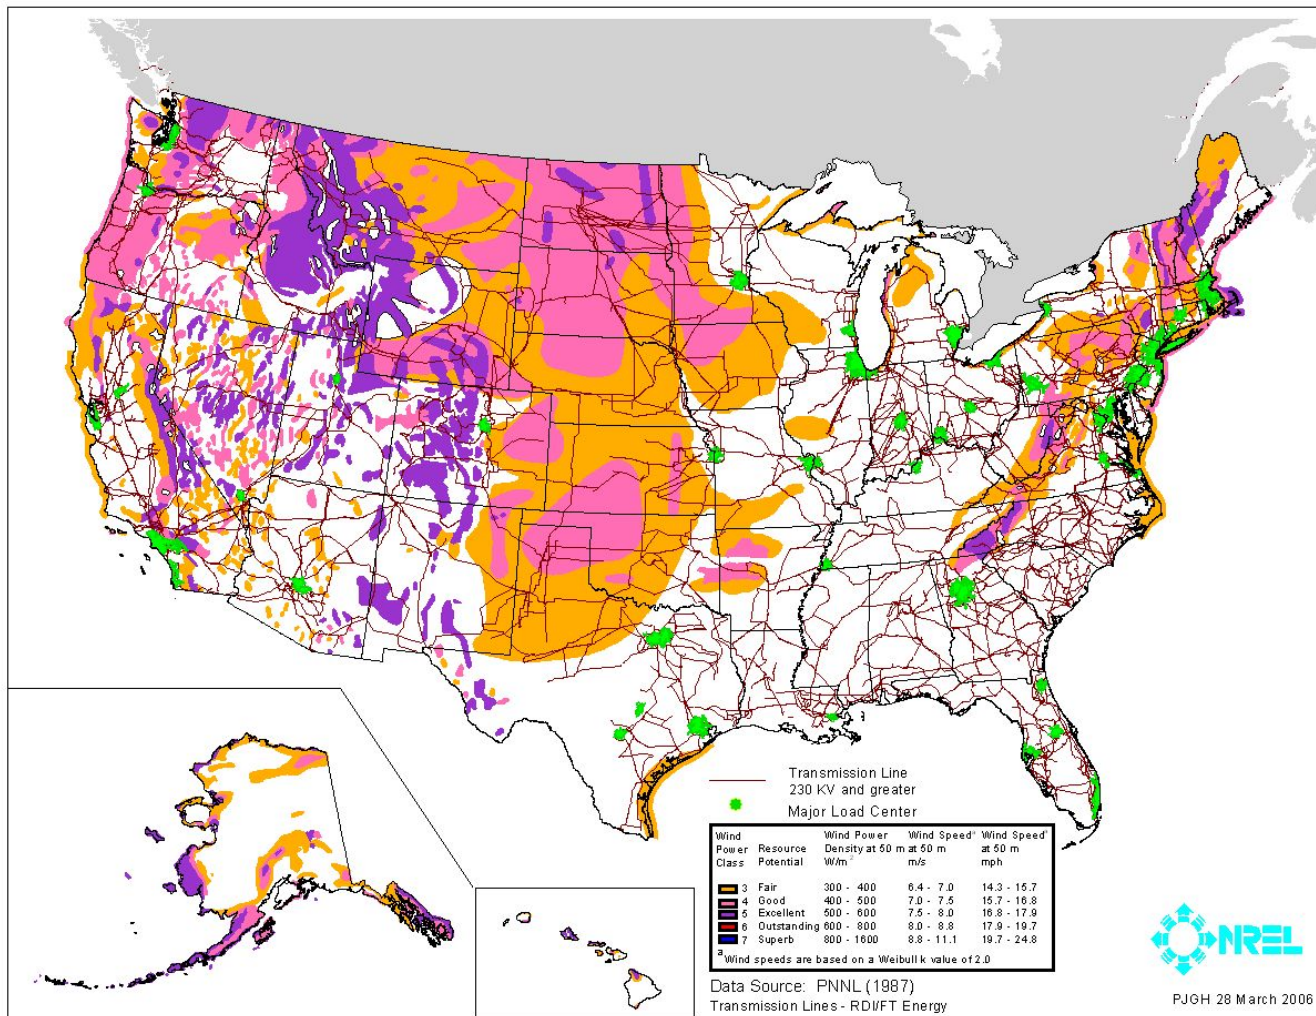 Transmission Line
230 KV and greater
Major Load Center
Wind Power Class Resource Potential Wind Power Density at 50 m W/m² Wind Speedᵃ at 50 m m/s Wind Speedᵃ at 50 m mph
3 Fair 300 - 400 6.4 - 7.0 14.3 - 15.7
4 Good 400 - 500 7.0 - 7.5 15.7 - 16.8
5 Excellent 500 - 600 7.5 - 8.0 16.8 - 17.9
6 Outstanding 600 - 800 8.0 - 8.8 17.9 - 19.7
7 Superb 800 - 1600 8.8 - 11.1 19.7 - 24.8
ᵃ Wind speeds are based on a Weibull k value of 2.0
Data Source: PNNL (1987)
Transmission Lines - RDI/FT Energy
NREL
PJGH 28 March 2006